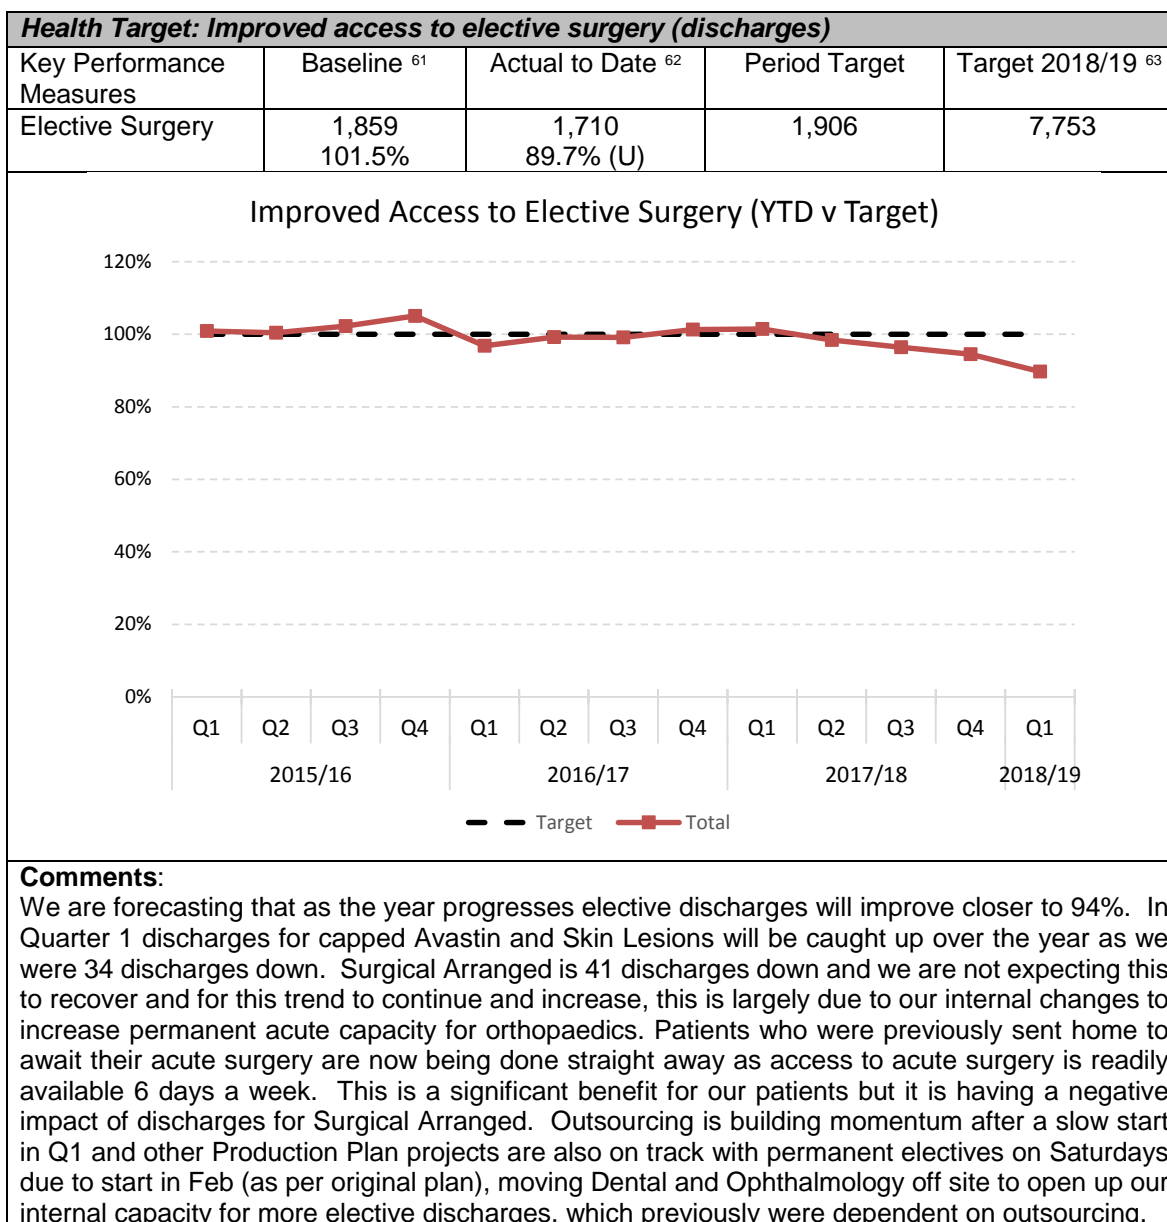 Health Target: Improved access to elective surgery (discharges)
Key Performance Measures
Baseline 61
Actual to Date 62
Period Target
Target 2018/19 63
Elective Surgery
1,859
101.5%
1,710
89.7% (U)
1,906
7,753
Improved Access to Elective Surgery (YTD v Target)
120%
100%
80%
60%
40%
20%
0%
Q1 Q2 Q3 Q4 Q1 Q2 Q3 Q4 Q1 Q2 Q3 Q4 Q1
2015/16 2016/17 2017/18 2018/19
Target Total
Comments:
We are forecasting that as the year progresses elective discharges will improve closer to 94%. In
Quarter 1 discharges for capped Avastin and Skin Lesions will be caught up over the year as we
were 34 discharges down. Surgical Arranged is 41 discharges down and we are not expecting this
to recover and for this trend to continue and increase, this is largely due to our internal changes to
increase permanent acute capacity for orthopaedics. Patients who were previously sent home to
await their acute surgery are now being done straight away as access to acute surgery is readily
available 6 days a week. This is a significant benefit for our patients but it is having a negative
impact of discharges for Surgical Arranged. Outsourcing is building momentum after a slow start
in Q1 and other Production Plan projects are also on track with permanent electives on Saturdays
due to start in Feb (as per original plan), moving Dental and Ophthalmology off site to open up our
internal capacity for more elective discharges, which previously were dependent on outsourcing.